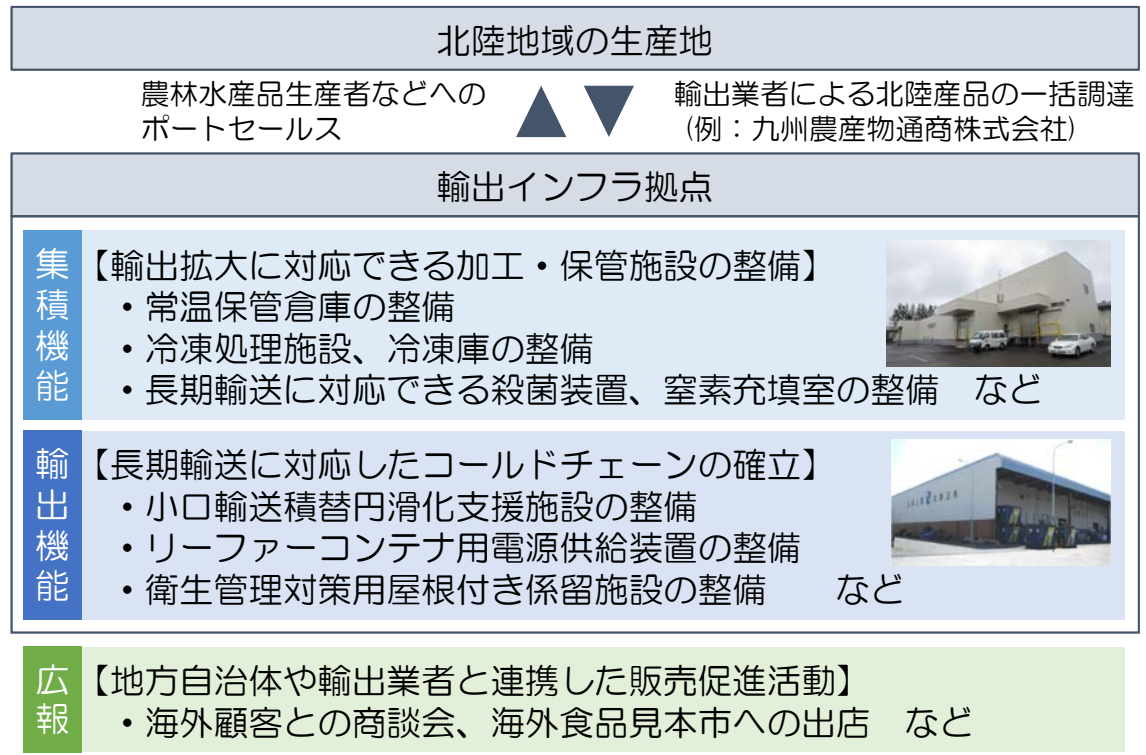 北陸地域の生産地
農林水産品生産者などへの
ポートセールス
輸出業者による北陸産品の一括調達
(例：九州農産物通商株式会社)
輸出インフラ拠点
集積機能
【輸出拡大に対応できる加工・保管施設の整備】
・常温保管倉庫の整備
・冷凍処理施設、冷凍庫の整備
・長期輸送に対応できる殺菌装置、窒素充填室の整備　など
輸出機能
【長期輸送に対応したコールドチェーンの確立】
・小口輸送積替円滑化支援施設の整備
・リーファーコンテナ用電源供給装置の整備
・衛生管理対策用屋根付き係留施設の整備　　など
広報
【地方自治体や輸出業者と連携した販売促進活動】
・海外顧客との商談会、海外食品見本市への出店　など